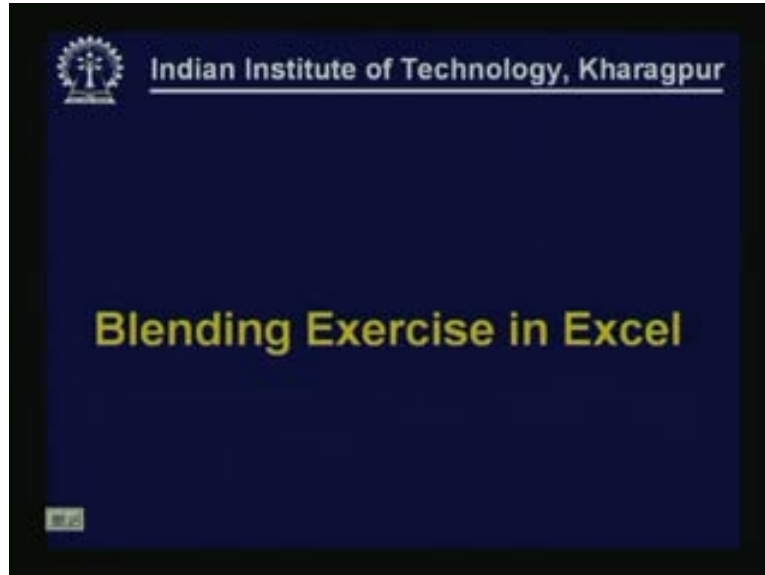 Indian Institute of Technology, Kharagpur
Blending Exercise in Excel